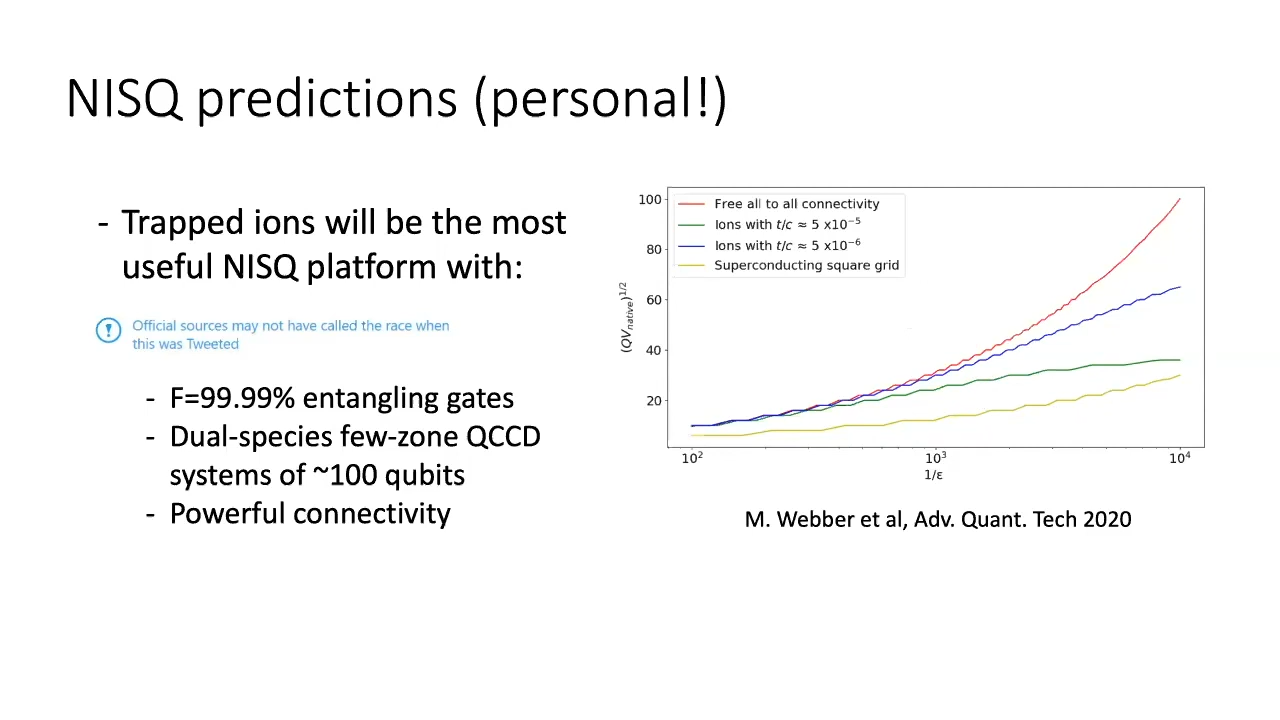 NISQ predictions (personal!)
- Trapped ions will be the most
useful NISQ platform with:
Official sources may not have called the race when
this was Tweeted
- F=99.99% entangling gates
- Dual-species few-zone QCCD
systems of ~100 qubits
- Powerful connectivity
Free all to all connectivity
Ions with t/c ≈ 5 x10⁻⁵
Ions with t/c ≈ 5 x10⁻⁶
Superconducting square grid
100
80
60
40
20
(QV_native)^1/2
10² 10³ 10⁴
1/ε
M. Webber et al, Adv. Quant. Tech 2020